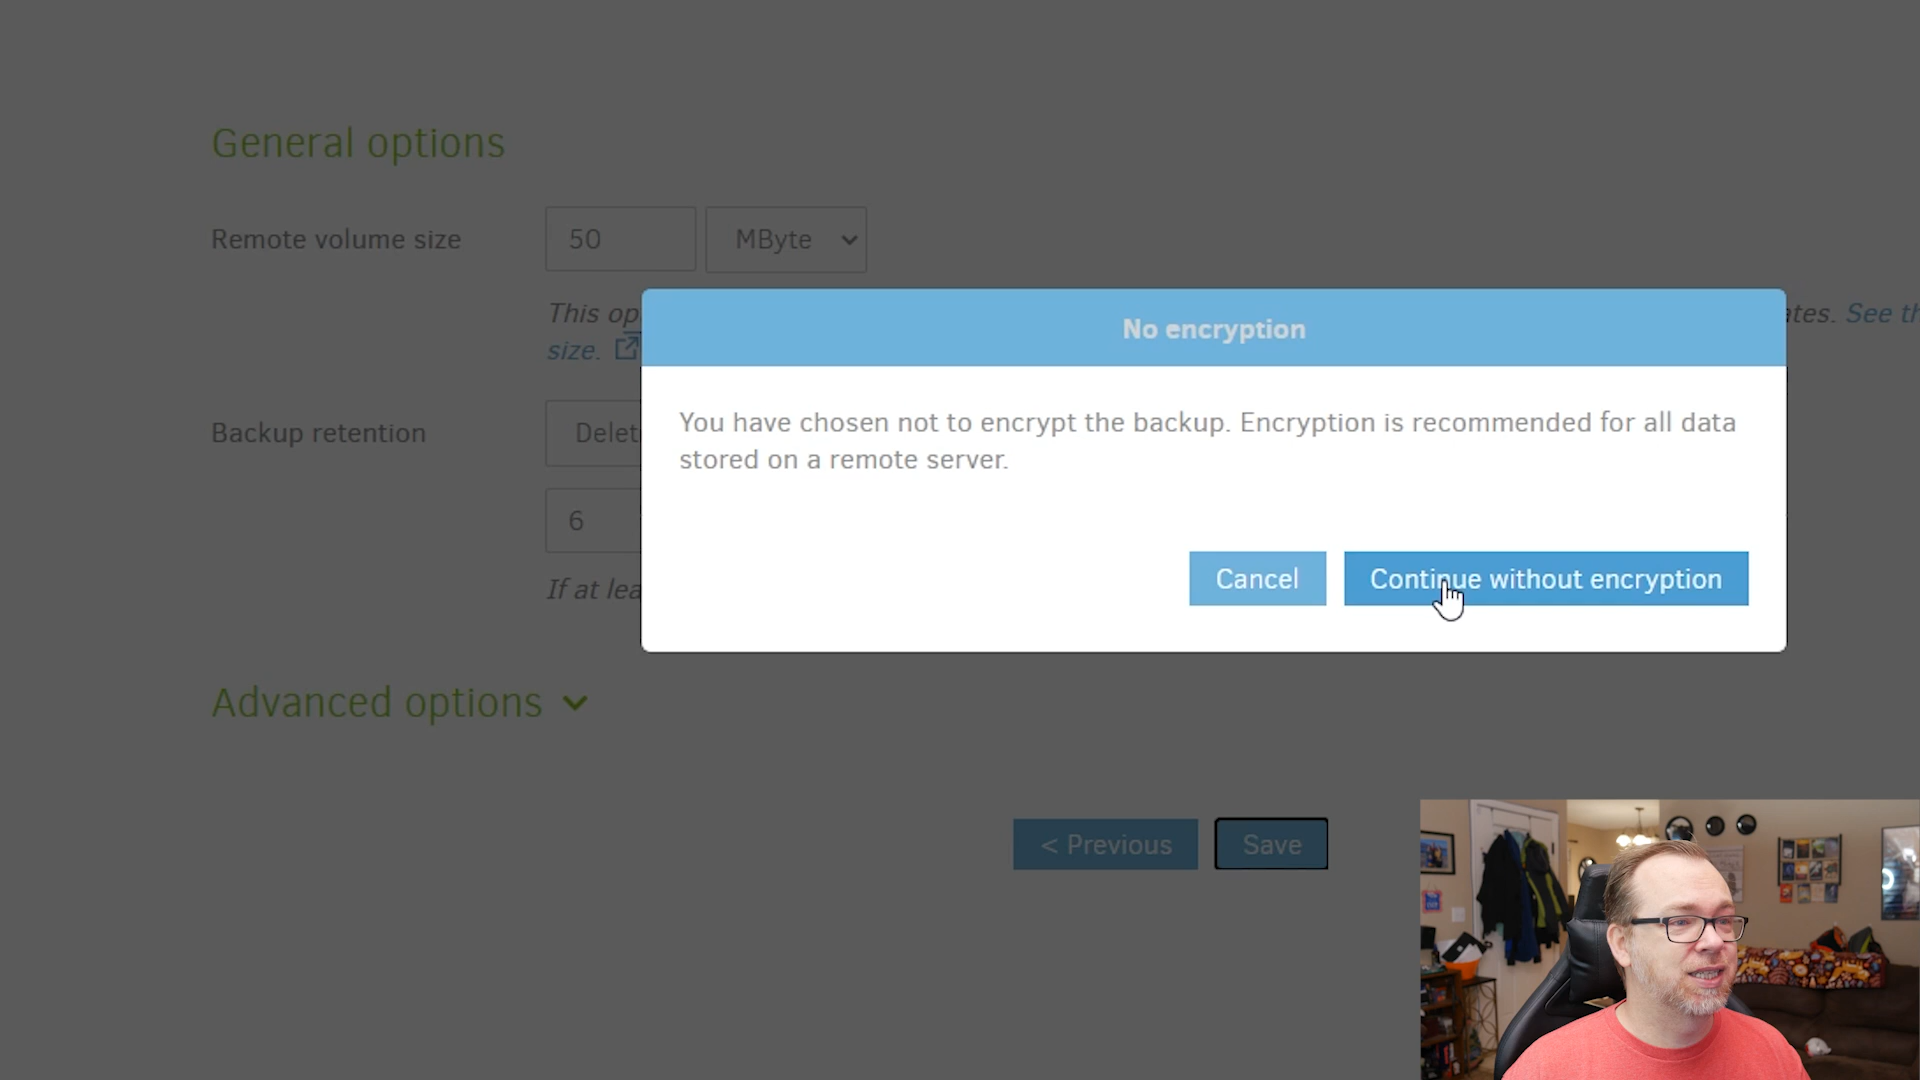 General options
Remote volume size
50
MByte
This op
ates. See th
size.
No encryption
You have chosen not to encrypt the backup. Encryption is recommended for all data
stored on a remote server.
Backup retention
Delet
6
If at lea
Cancel
Continue without encryption
Advanced options
< Previous
Save